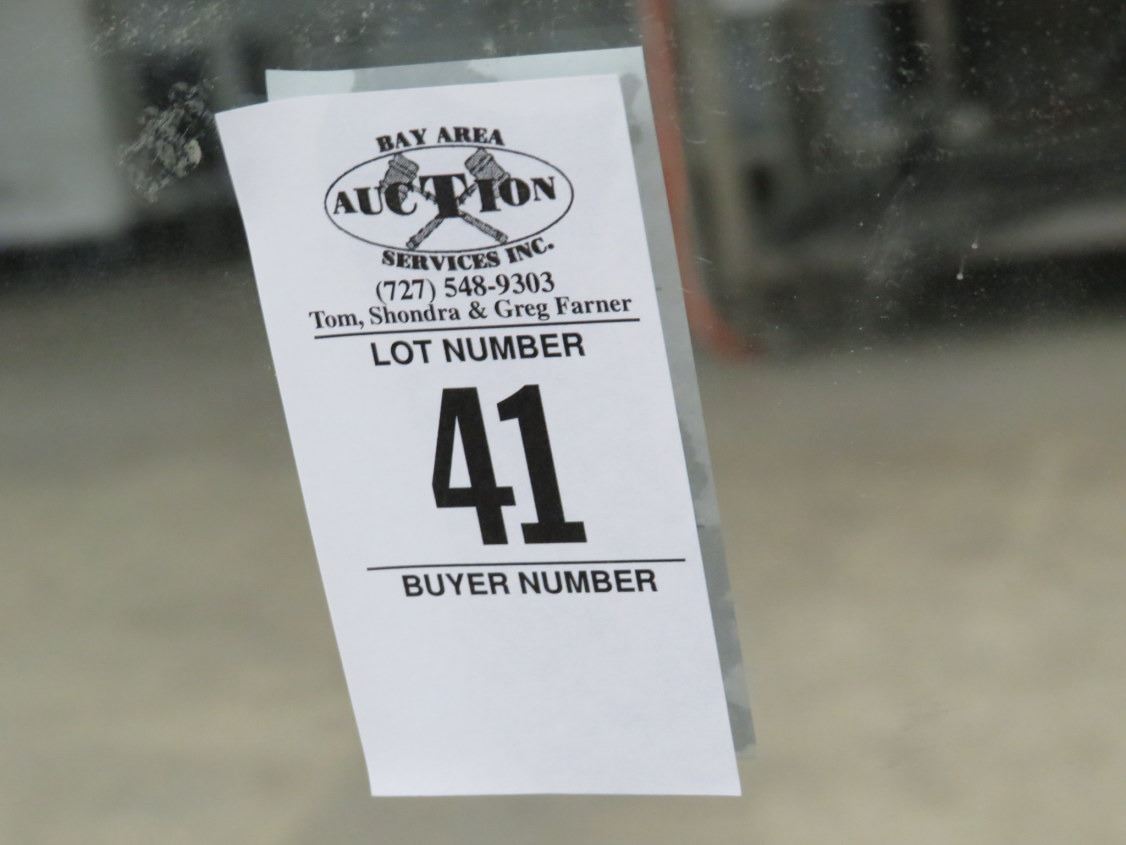 BAY AREA
AUCTION
SERVICES INC.
(727) 548-9303
Tom, Shondra & Greg Farner
LOT NUMBER
41
BUYER NUMBER